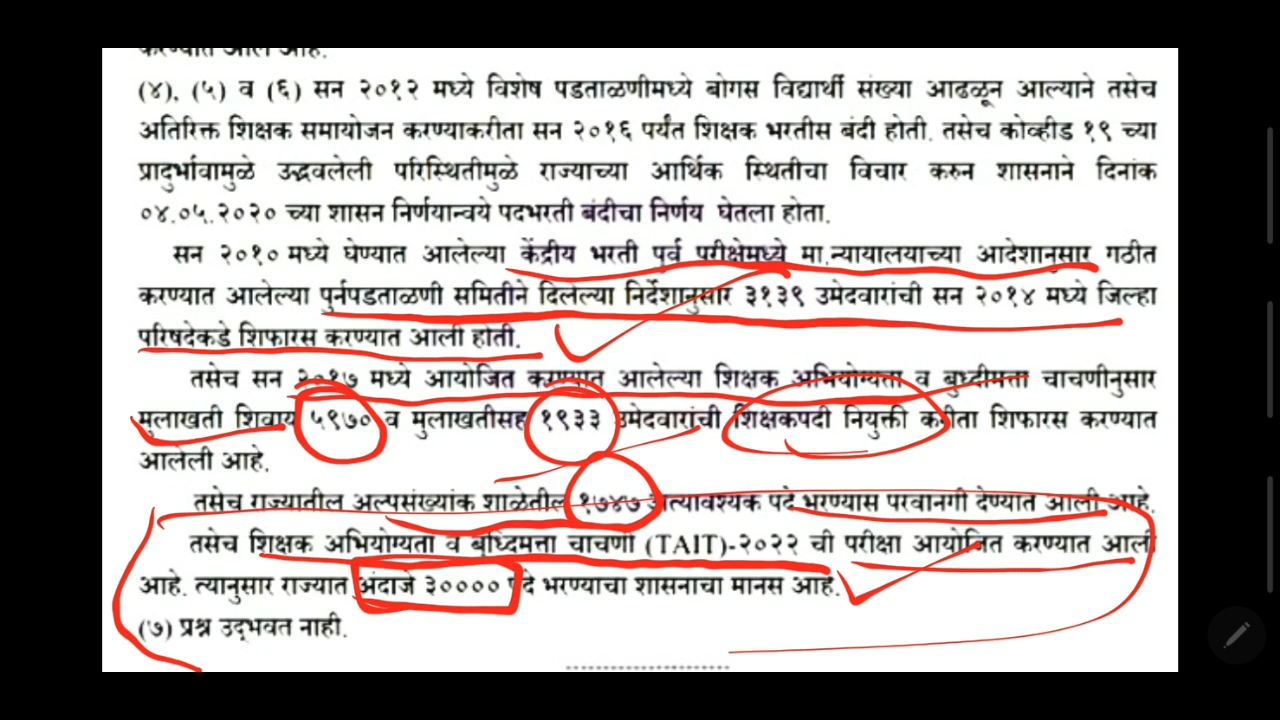 करण्यात आले आहे.
(४), (५) व (६) सन २०१२ मध्ये विशेष पडताळणीमध्ये बोगस विद्यार्थी संख्या आढळून आल्याने तसेच
अतिरिक्त शिक्षक समायोजन करण्याकरीता सन २०१६ पर्यंत शिक्षक भरतीस बंदी होती. तसेच कोव्हीड १९ च्या
प्रादुर्भावामुळे उद्भवलेली परिस्थितीमुळे राज्याच्या आर्थिक स्थितीचा विचार करुन शासनाने दिनांक
०४.०५.२०२० च्या शासन निर्णयान्वये पदभरती बंदीचा निर्णय घेतला होता.
सन २०१० मध्ये घेण्यात आलेल्या केंद्रीय भरती पुर्व परीक्षेमध्ये मा.न्यायालयाच्या आदेशानुसार गठीत
करण्यात आलेल्या पुर्नपडताळणी समितीने दिलेल्या निर्देशानुसार ३१३९ उमेदवारांची सन २०१४ मध्ये जिल्हा
परिषदेकडे शिफारस करण्यात आली होती.
तसेच सन २०१७ मध्ये आयोजित करण्यात आलेल्या शिक्षक अभियोग्यता व बुध्दीमत्ता चाचणीनुसार
मुलाखती शिवाय ५९७० व मुलाखतीसह १९३३ उमेदवारांची शिक्षकपदी नियुक्ती करीता शिफारस करण्यात
आलेली आहे.
तसेच राज्यातील अल्पसंख्यांक शाळेतील १७४७ अत्यावश्यक पदे भरण्यास परवानगी देण्यात आली आहे.
तसेच शिक्षक अभियोग्यता व बुध्दिमत्ता चाचणी (TAIT)-२०२२ ची परीक्षा आयोजित करण्यात आली
आहे. त्यानुसार राज्यात अंदाजे ३०००० पदे भरण्याचा शासनाचा मानस आहे.
(७) प्रश्न उद्‌भवत नाही.